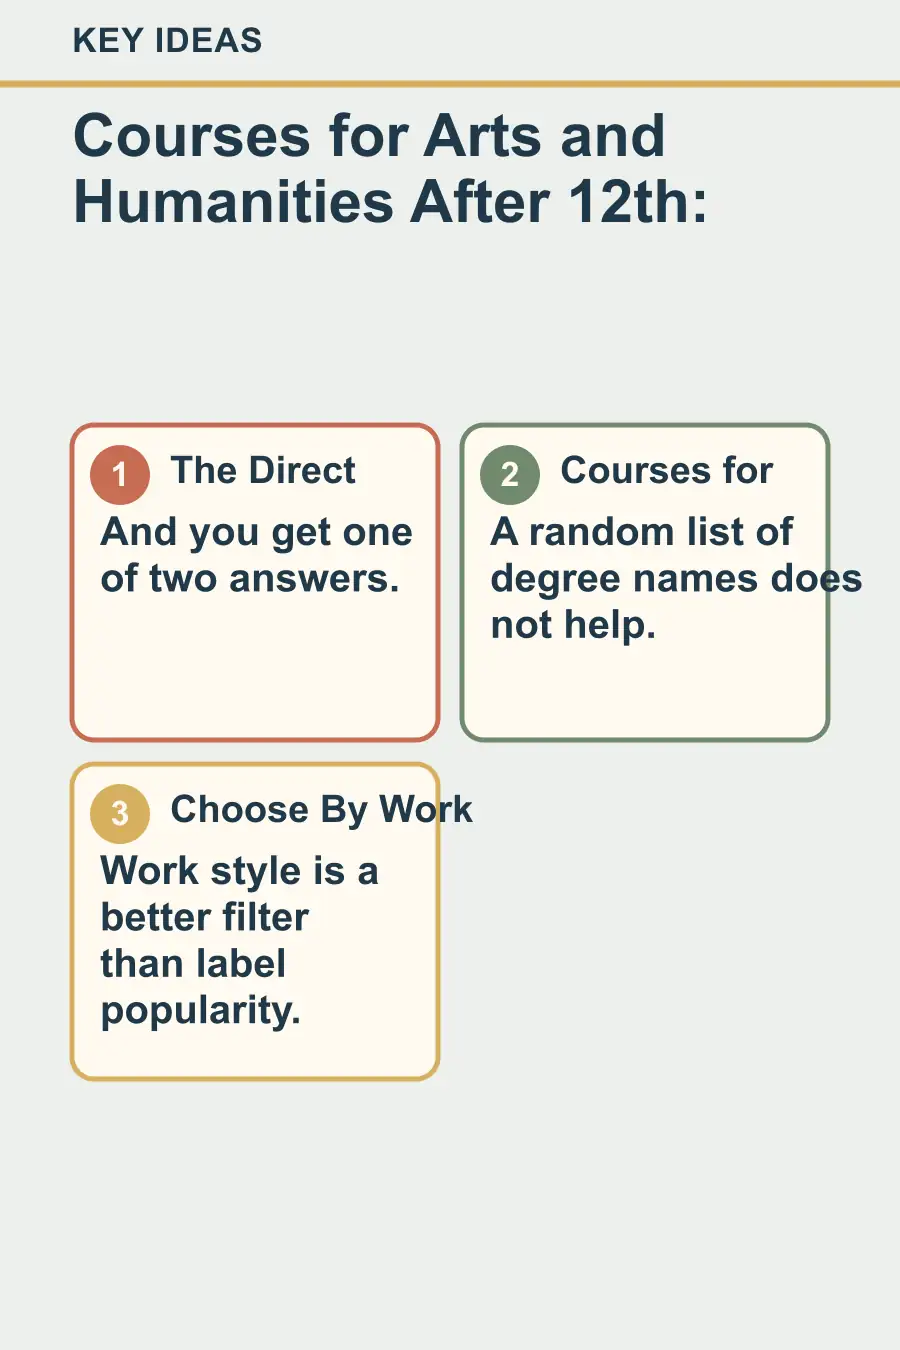 KEY IDEAS
Courses for Arts and
Humanities After 12th:
1
The Direct
And you get one
of two answers.
2
Courses for
A random list of
degree names does
not help.
3
Choose By Work
Work style is a
better filter
than label
popularity.